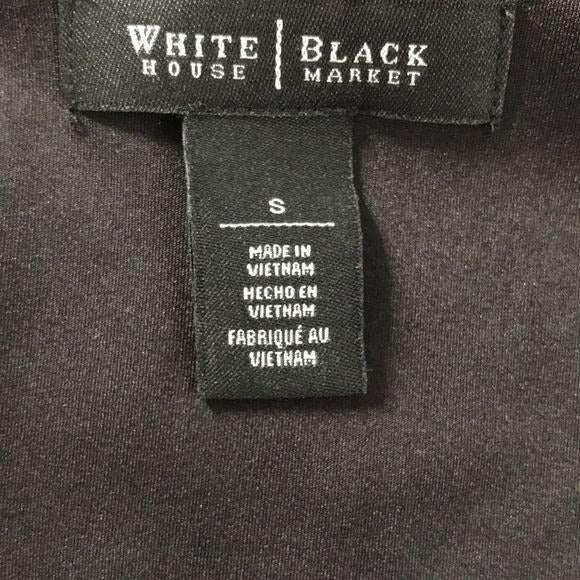 WHITE | BLACK
HOUSE | MARKET
S
MADE IN
VIETNAM
HECHO EN
VIETNAM
FABRIQUÉ AU
VIETNAM